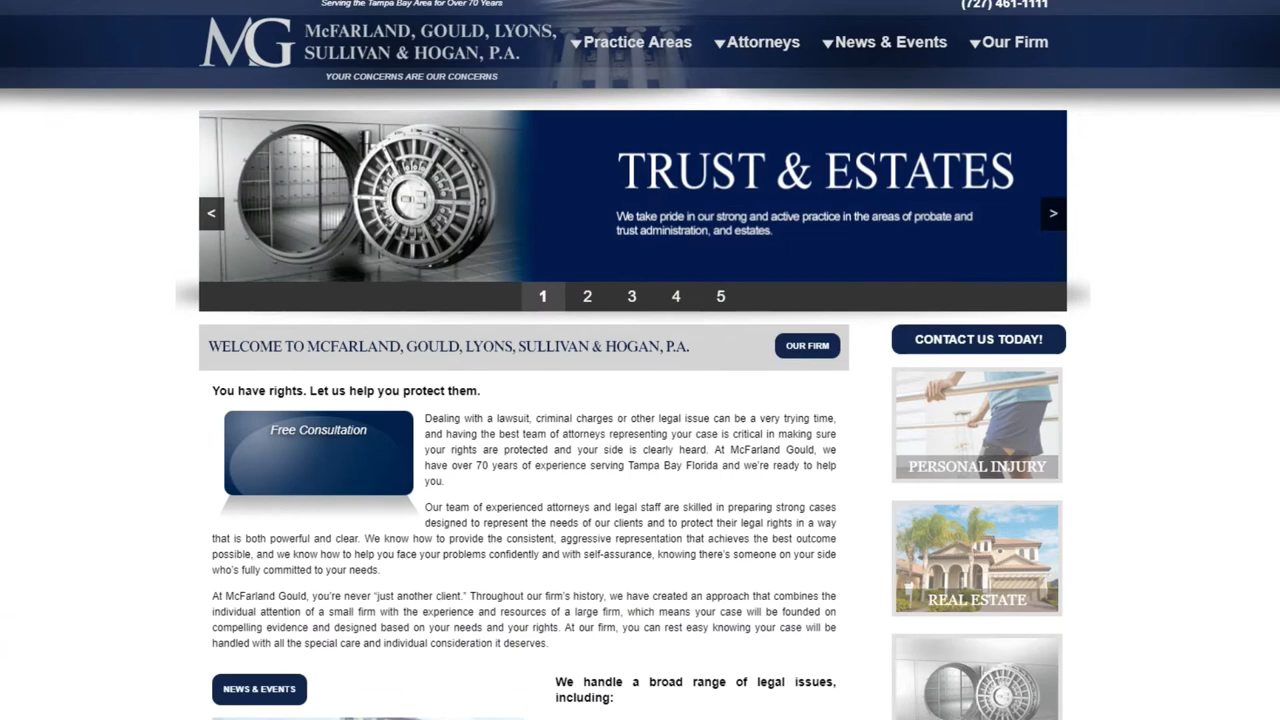 Serving the Tampa Bay Area for Over 70 Years
(727) 461-1111
MG
McFARLAND, GOULD, LYONS,
SULLIVAN & HOGAN, P.A.
YOUR CONCERNS ARE OUR CONCERNS
Practice Areas
Attorneys
News & Events
Our Firm
TRUST & ESTATES
We take pride in our strong and active practice in the areas of probate and
trust administration, and estates.
<
>
1 2 3 4 5
WELCOME TO MCFARLAND, GOULD, LYONS, SULLIVAN & HOGAN, P.A.
OUR FIRM
CONTACT US TODAY!
You have rights. Let us help you protect them.
Free Consultation
Dealing with a lawsuit, criminal charges or other legal issue can be a very trying time,
and having the best team of attorneys representing your case is critical in making sure
your rights are protected and your side is clearly heard. At McFarland Gould, we
have over 70 years of experience serving Tampa Bay Florida and we're ready to help
you.
Our team of experienced attorneys and legal staff are skilled in preparing strong cases
designed to represent the needs of our clients and to protect their legal rights in a way
that is both powerful and clear. We know how to provide the consistent, aggressive representation that achieves the best outcome
possible, and we know how to help you face your problems confidently and with self-assurance, knowing there's someone on your side
who's fully committed to your needs.
At McFarland Gould, you're never “just another client.” Throughout our firm's history, we have created an approach that combines the
individual attention of a small firm with the experience and resources of a large firm, which means your case will be founded on
compelling evidence and designed based on your needs and your rights. At our firm, you can rest easy knowing your case will be
handled with all the special care and individual consideration it deserves.
PERSONAL INJURY
REAL ESTATE
NEWS & EVENTS
We handle a broad range of legal issues,
including: